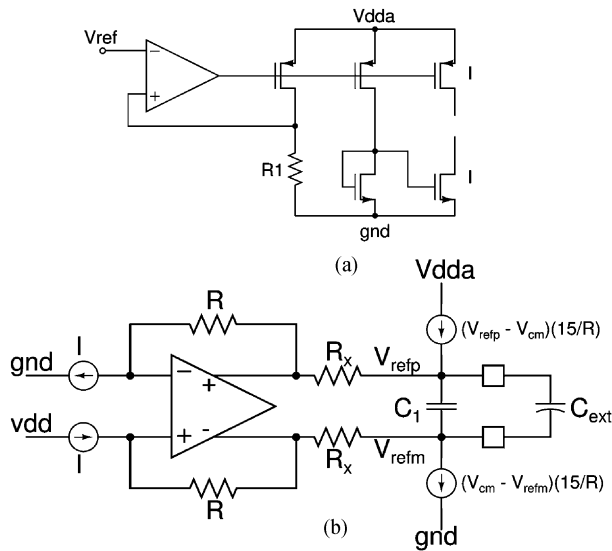 Vdda
Vref
−
+
I
R1
I
gnd
(a)
Vdda
R
(Vrefp - Vcm)(15/R)
gnd
I
− +
Rx
Vrefp
C1
Cext
vdd
I
+ -
Rx
Vrefm
R
(Vcm - Vrefm)(15/R)
gnd
(b)